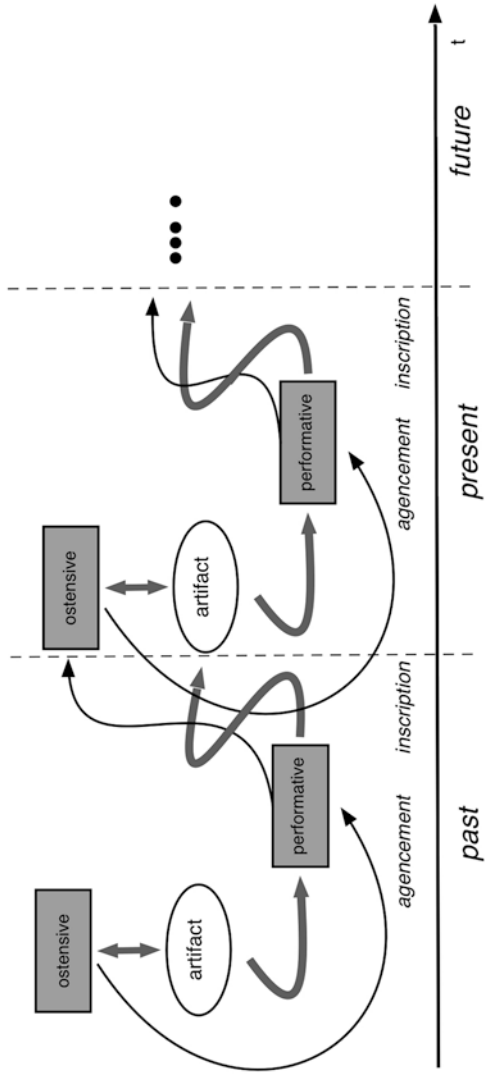 ostensive
ostensive
artifact
artifact
performative
performative
agencement
inscription
agencement
inscription
past
present
future
t